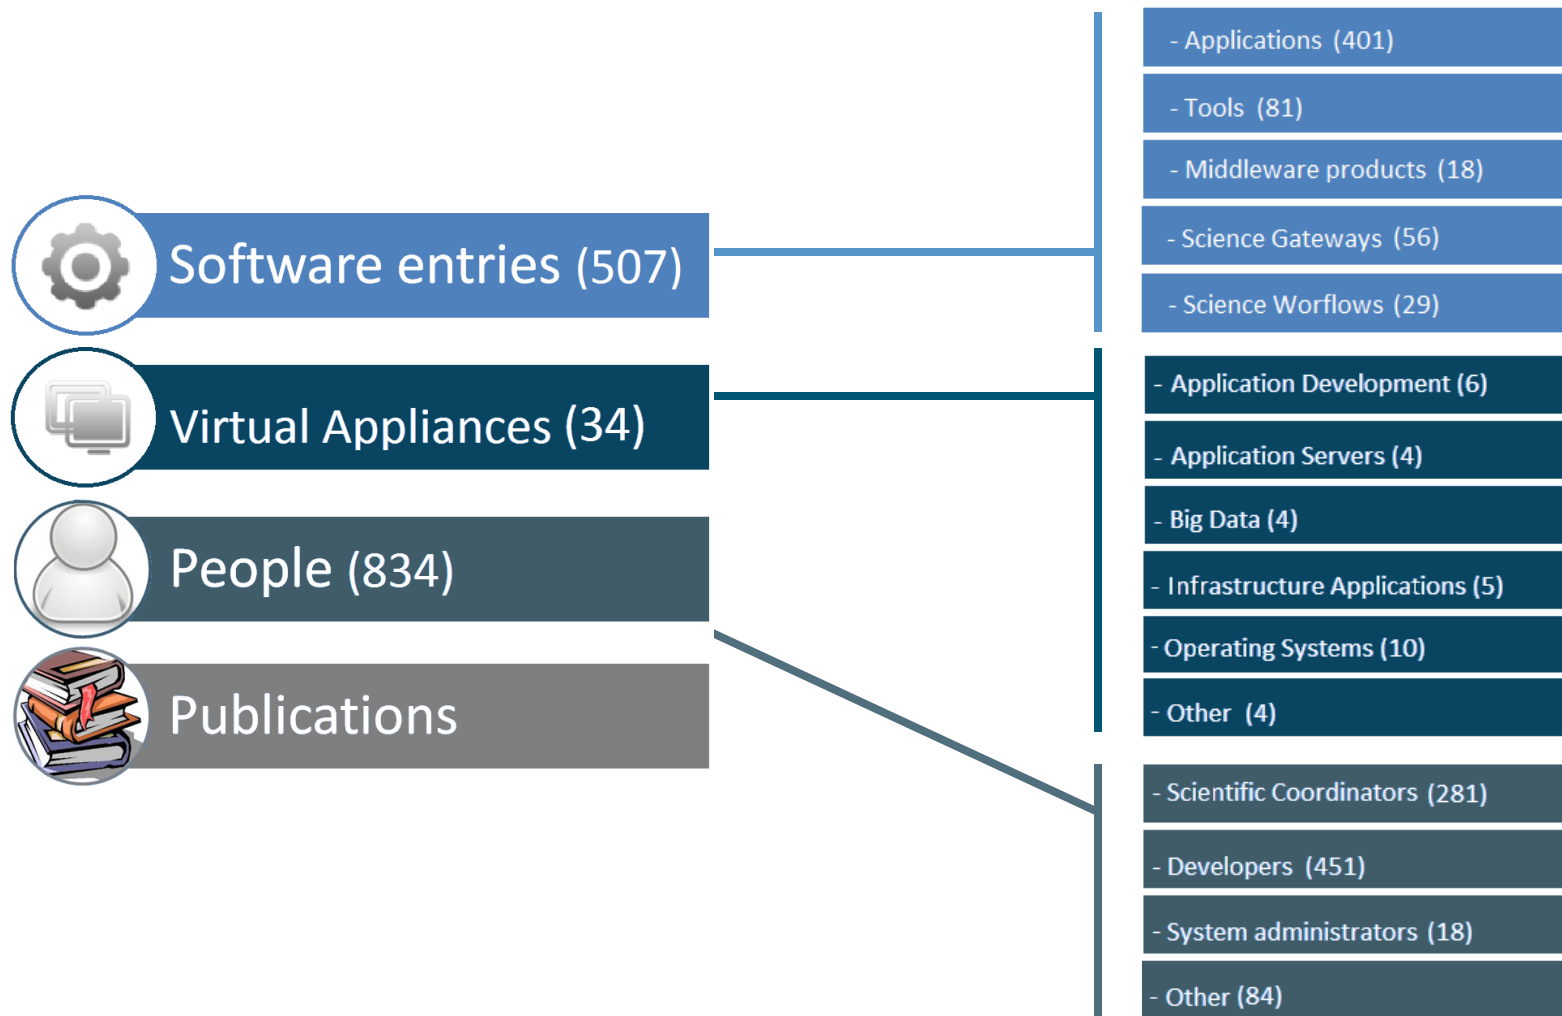 Software entries (507)
Virtual Appliances (34)
People (834)
Publications
- Applications (401)
- Tools (81)
- Middleware products (18)
- Science Gateways (56)
- Science Worflows (29)
- Application Development (6)
- Application Servers (4)
- Big Data (4)
- Infrastructure Applications (5)
- Operating Systems (10)
- Other (4)
- Scientific Coordinators (281)
- Developers (451)
- System administrators (18)
- Other (84)